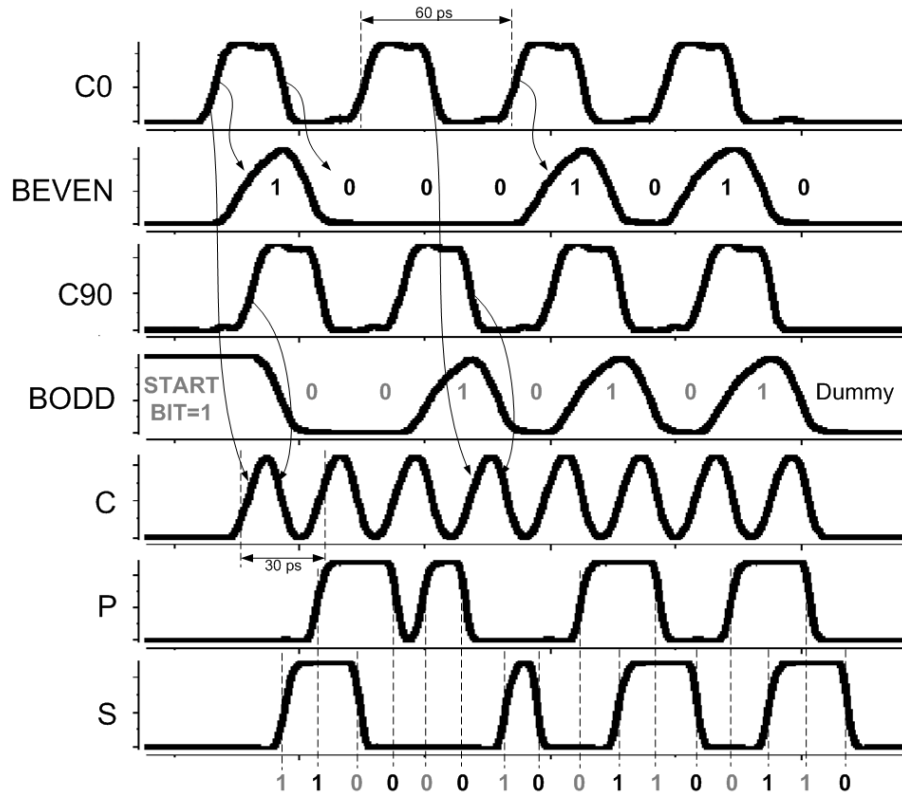 60 ps
C0
BEVEN 1 0 0 0 1 0 1 0
C90
START
BIT=1
BODD 0 0 1 0 1 0 1 Dummy
C
30 ps
P
S
1 1 0 0 0 0 1 0 0 1 1 0 0 1 1 0